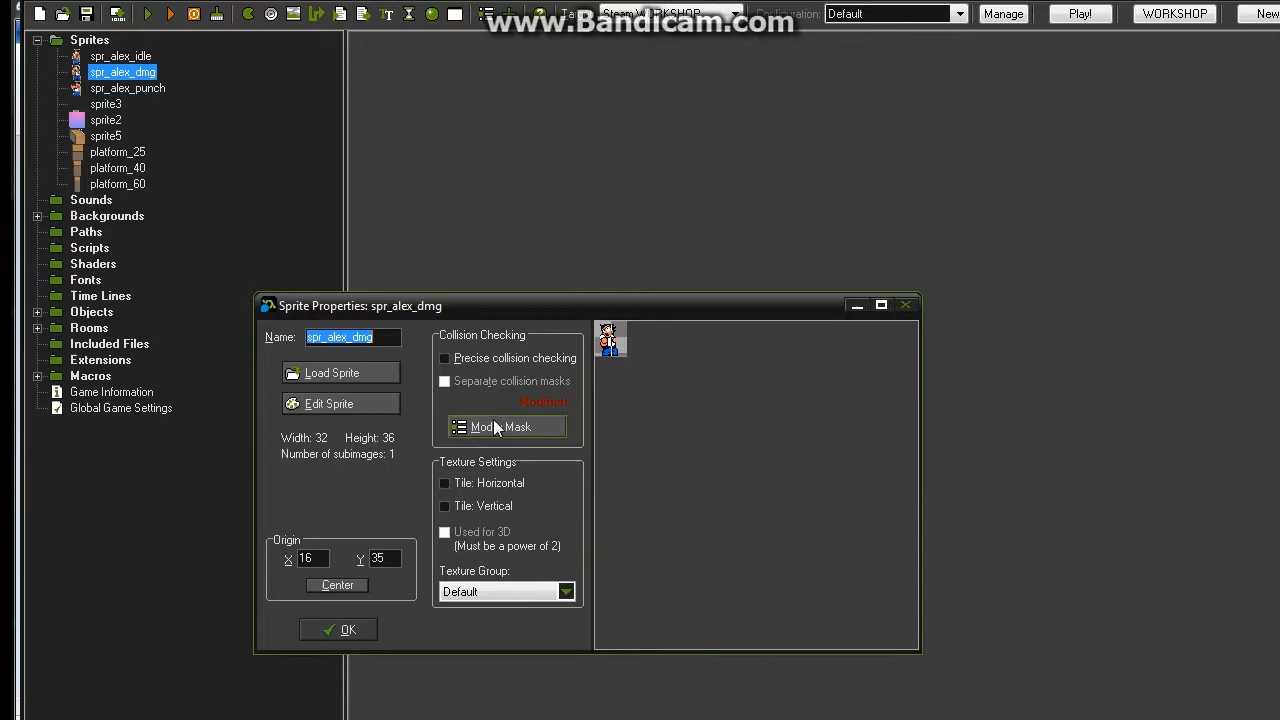 www.Bandicam.com
Steam WORKSHOP
Configuration:
Default
Manage
Play!
WORKSHOP
New
Sprites
spr_alex_idle
spr_alex_dmg
spr_alex_punch
sprite3
sprite2
sprite5
platform_25
platform_40
platform_60
Sounds
Backgrounds
Paths
Scripts
Shaders
Fonts
Time Lines
Objects
Rooms
Included Files
Extensions
Macros
Game Information
Global Game Settings
Sprite Properties: spr_alex_dmg
Name: spr_alex_dmg
Load Sprite
Edit Sprite
Width: 32 Height: 36
Number of subimages: 1
Origin
X 16 Y 35
Center
OK
Collision Checking
Precise collision checking
Separate collision masks
Modified
Mask
Texture Settings
Tile: Horizontal
Tile: Vertical
Used for 3D
(Must be a power of 2)
Texture Group:
Default